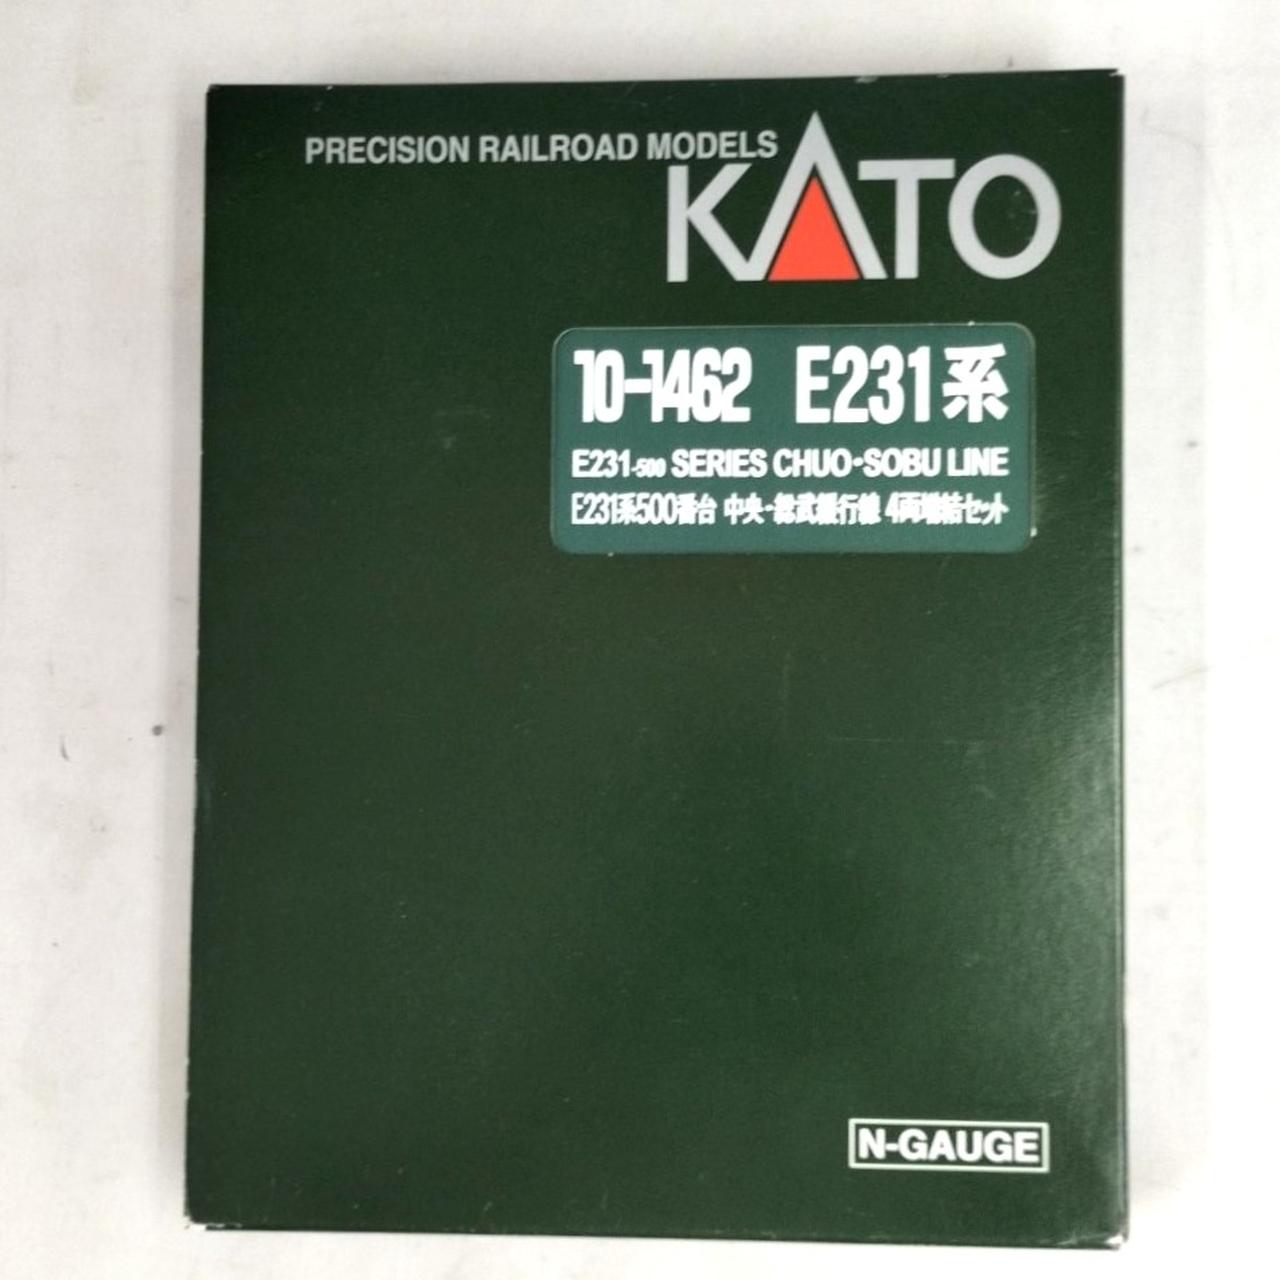 PRECISION RAILROAD MODELS
KATO
10-1462 E231系
E231-500 SERIES CHUO・SOBU LINE
E231系500番台 中央・総武緩行線 4両増結セット
N-GAUGE